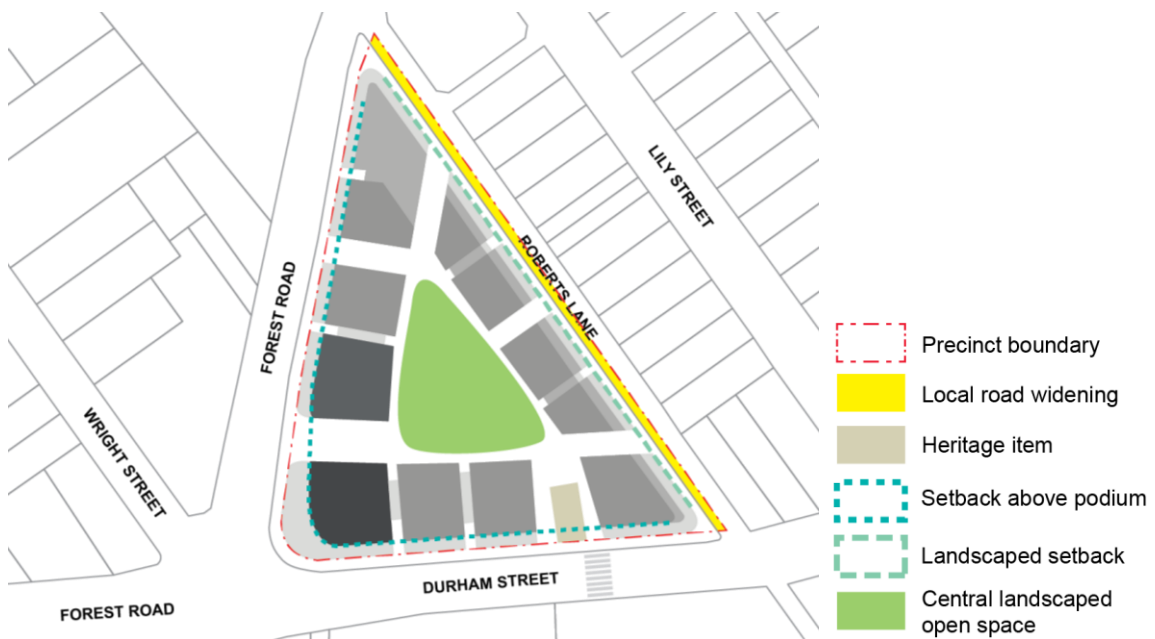 LILY STREET
ROBERTS LANE
FOREST ROAD
WRIGHT STREET
DURHAM STREET
FOREST ROAD
Precinct boundary
Local road widening
Heritage item
Setback above podium
Landscaped setback
Central landscaped
open space